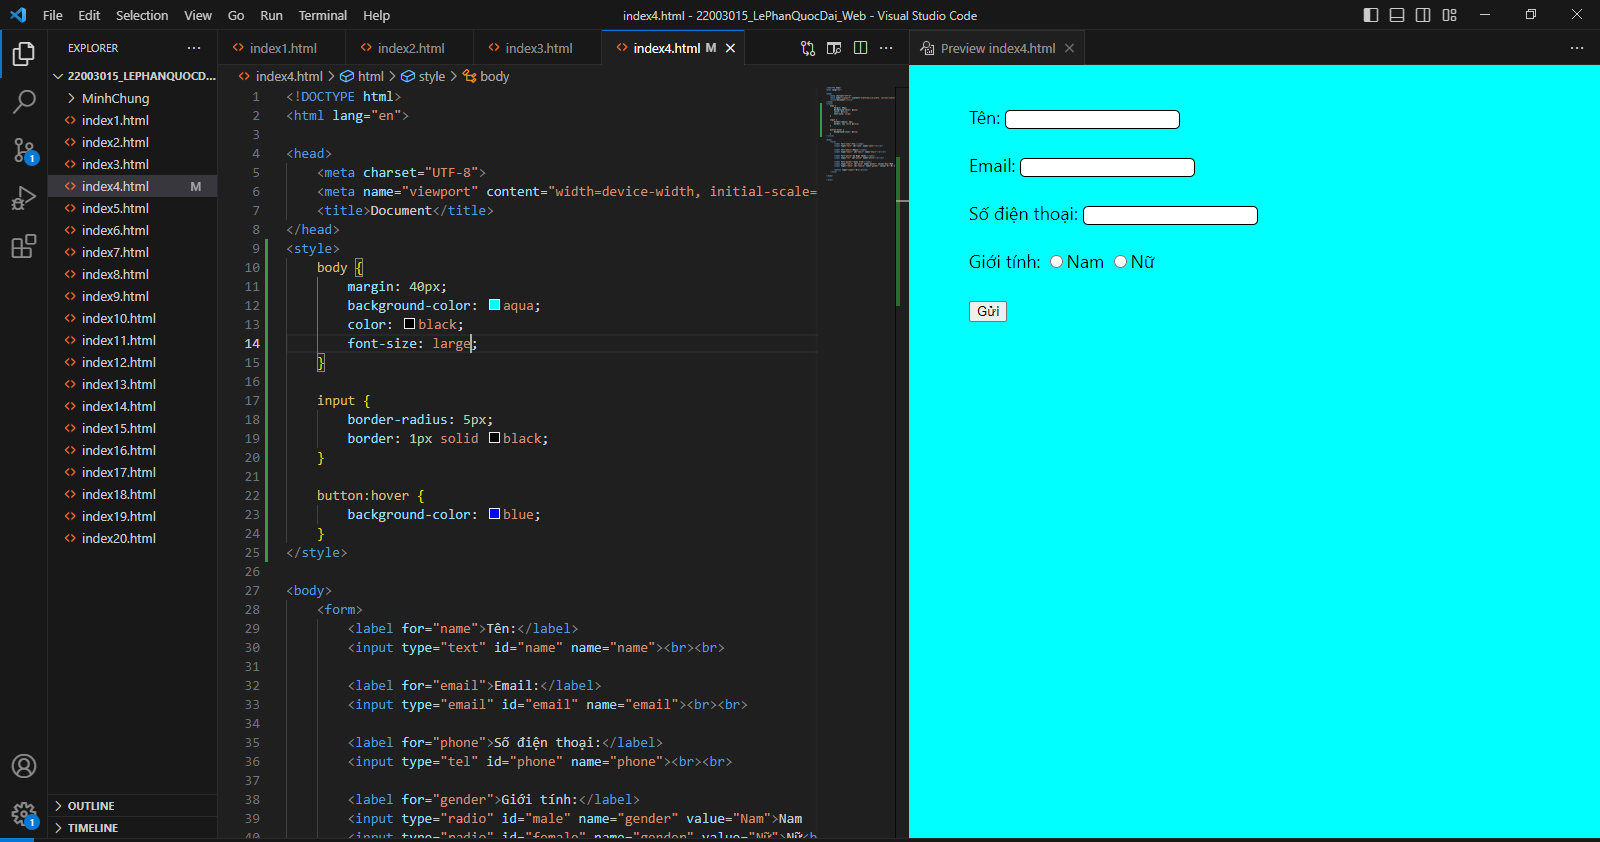 File Edit Selection View Go Run Terminal Help
index4.html - 22003015_LePhanQuocDai_Web - Visual Studio Code
EXPLORER
22003015_LEPHANQUOCD...
MinhChung
index1.html
index2.html
index3.html
index4.html M
index5.html
index6.html
index7.html
index8.html
index9.html
index10.html
index11.html
index12.html
index13.html
index14.html
index15.html
index16.html
index17.html
index18.html
index19.html
index20.html
OUTLINE
TIMELINE
1
1
index1.html index2.html index3.html index4.html M
index4.html > html > style > body
1 <!DOCTYPE html>
2 <html lang="en">
3
4 <head>
5 <meta charset="UTF-8">
6 <meta name="viewport" content="width=device-width, initial-scale=
7 <title>Document</title>
8 </head>
9 <style>
10 body {
11 margin: 40px;
12 background-color: aqua;
13 color: black;
14 font-size: large;
15 }
16
17 input {
18 border-radius: 5px;
19 border: 1px solid black;
20 }
21
22 button:hover {
23 background-color: blue;
24 }
25 </style>
26
27 <body>
28 <form>
29 <label for="name">Tên:</label>
30 <input type="text" id="name" name="name"><br><br>
31
32 <label for="email">Email:</label>
33 <input type="email" id="email" name="email"><br><br>
34
35 <label for="phone">Số điện thoại:</label>
36 <input type="tel" id="phone" name="phone"><br><br>
37
38 <label for="gender">Giới tính:</label>
39 <input type="radio" id="male" name="gender" value="Nam">Nam
40 <input type="radio" id="female" name="gender" value="Nữ">Nữ<b
Preview index4.html
Tên:
Email:
Số điện thoại:
Giới tính: Nam Nữ
Gửi